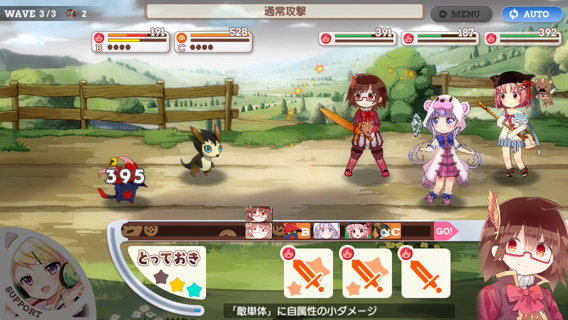 WAVE 3/3 2
通常攻撃
MENU
AUTO
191
B
528
C
391
187
392
395
B
C
GO!
とっておき
SUPPORT
「敵単体」に自属性の小ダメージ